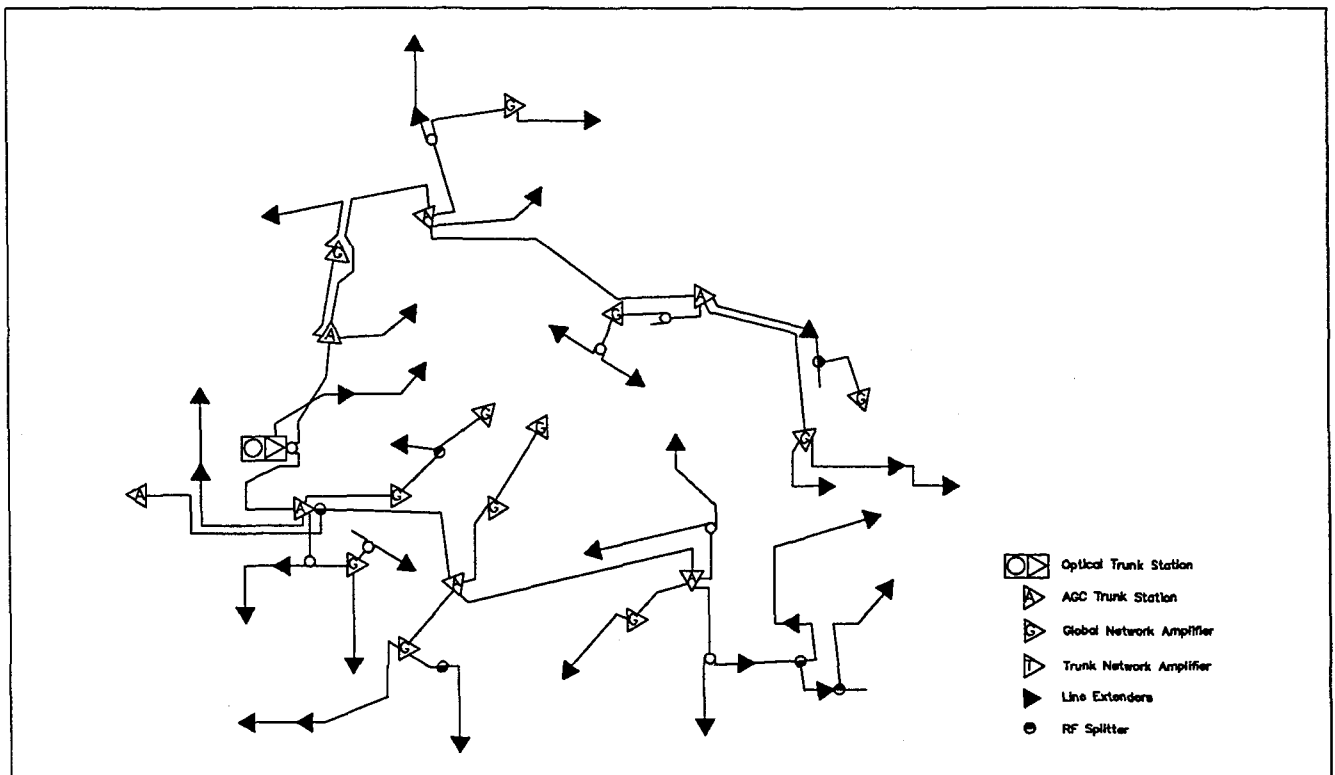 G
A
G
A
A
G
G
G
G
G
G
A
G
A
G
G
A
A
G
G
Optical Trunk Station
A
AGC Trunk Station
G
Global Network Amplifier
T
Trunk Network Amplifier
Line Extenders
RF Splitter